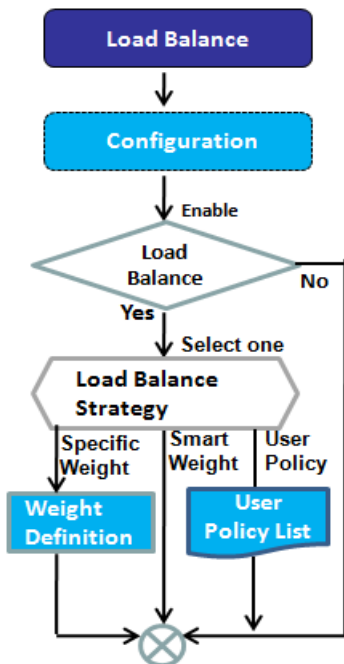 Load Balance
Configuration
Enable
Load
Balance
No
Yes
Select one
Load Balance
Strategy
Specific
Weight
Smart
Weight
User
Policy
Weight
Definition
User
Policy List